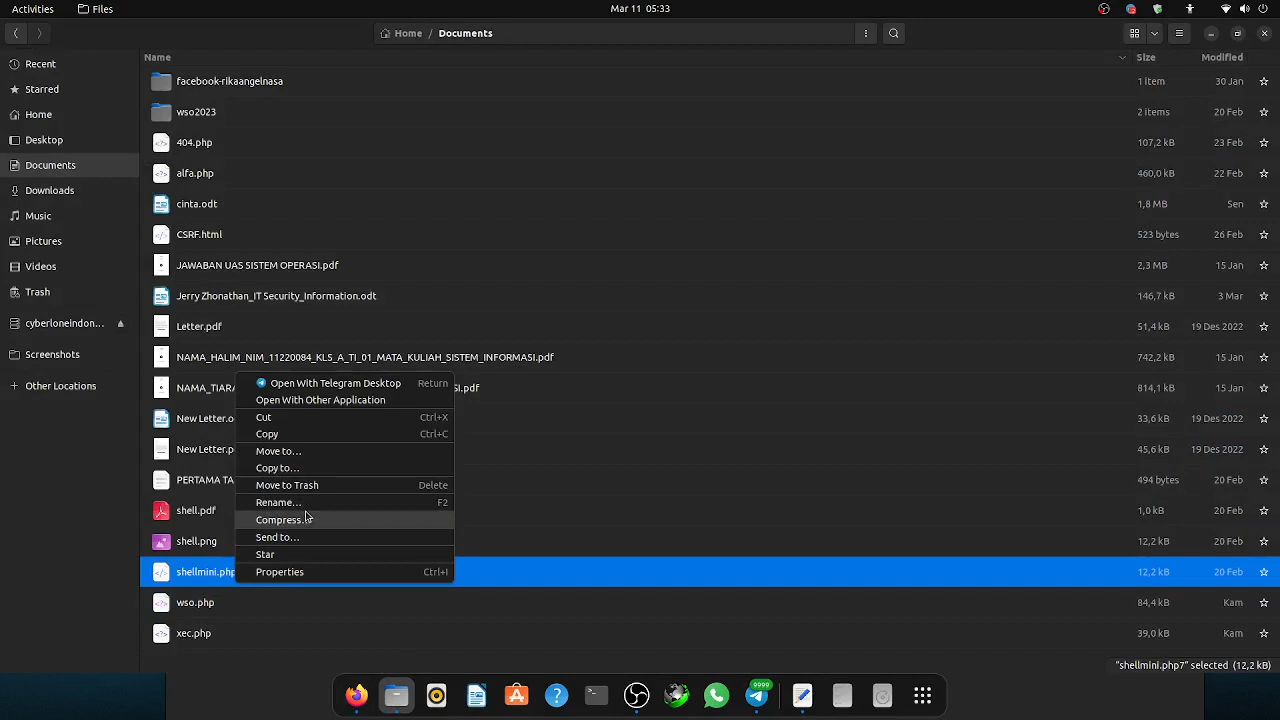 Activities Files Mar 11 05:33
Home / Documents
Name Size Modified
Recent
Starred
Home
Desktop
Documents
Downloads
Music
Pictures
Videos
Trash
cyberloneindon...
Screenshots
Other Locations
facebook-rikaangelnasa 1 item 30 Jan
wso2023 2 items 20 Feb
404.php 107,2 kB 23 Feb
alfa.php 460,0 kB 22 Feb
cinta.odt 1,8 MB Sen
CSRF.html 523 bytes 26 Feb
JAWABAN UAS SISTEM OPERASI.pdf 2,3 MB 15 Jan
Jerry Zhonathan_IT Security_Information.odt 146,7 kB 3 Mar
Letter.pdf 51,4 kB 19 Des 2022
NAMA_HALIM_NIM_11220084_KLS_A_TI_01_MATA_KULIAH_SISTEM_INFORMASI.pdf 742,2 kB 15 Jan
NAMA_TIARA SI.pdf 814,1 kB 15 Jan
New Letter.o 33,6 kB 19 Des 2022
New Letter.p 45,6 kB 19 Des 2022
PERTAMA TA 494 bytes 20 Feb
shell.pdf 1,0 kB 20 Feb
shell.png 12,2 kB 20 Feb
shellmini.php 12,2 kB 20 Feb
wso.php 84,4 kB Kam
xec.php 39,0 kB Kam
Open With Telegram Desktop Return
Open With Other Application
Cut Ctrl+X
Copy Ctrl+C
Move to…
Copy to…
Move to Trash Delete
Rename… F2
Compress…
Send to…
Star
Properties Ctrl+I
"shellmini.php7" selected (12,2 kB)
9999